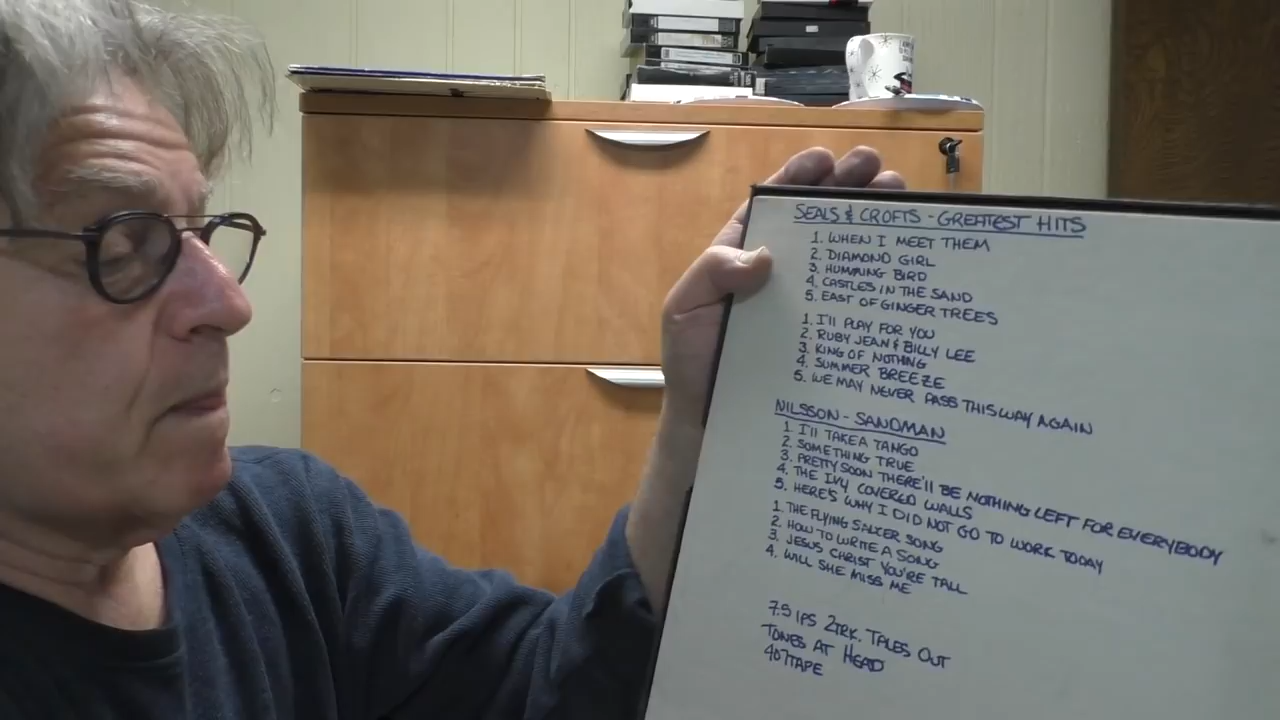 SEALS & CROFTS - GREATEST HITS
1. WHEN I MEET THEM
2. DIAMOND GIRL
3. HUMMING BIRD
4. CASTLES IN THE SAND
5. EAST OF GINGER TREES
1. I'll PLAY FOR YOU
2. RUBY JEAN & BILLY LEE
3. KING OF NOTHING
4. SUMMER BREEZE
5. WE MAY NEVER PASS THIS WAY AGAIN
NILSSON - SANDMAN
1. I'll TAKE A TANGO
2. SOMETHING TRUE
3. PRETTY SOON THERE'll BE NOTHING LEFT FOR EVERYBODY
4. THE IVY COVERED WALLS
5. HERE'S WHY I DID NOT GO TO WORK TODAY
1. THE FLYING SAUCER SONG
2. HOW TO WRITE A SONG
3. JESUS CHRIST YOU'RE TALL
4. WILL SHE MISS ME
7.5 IPS 2TRK. TALES OUT
TONES AT HEAD
407 TAPE